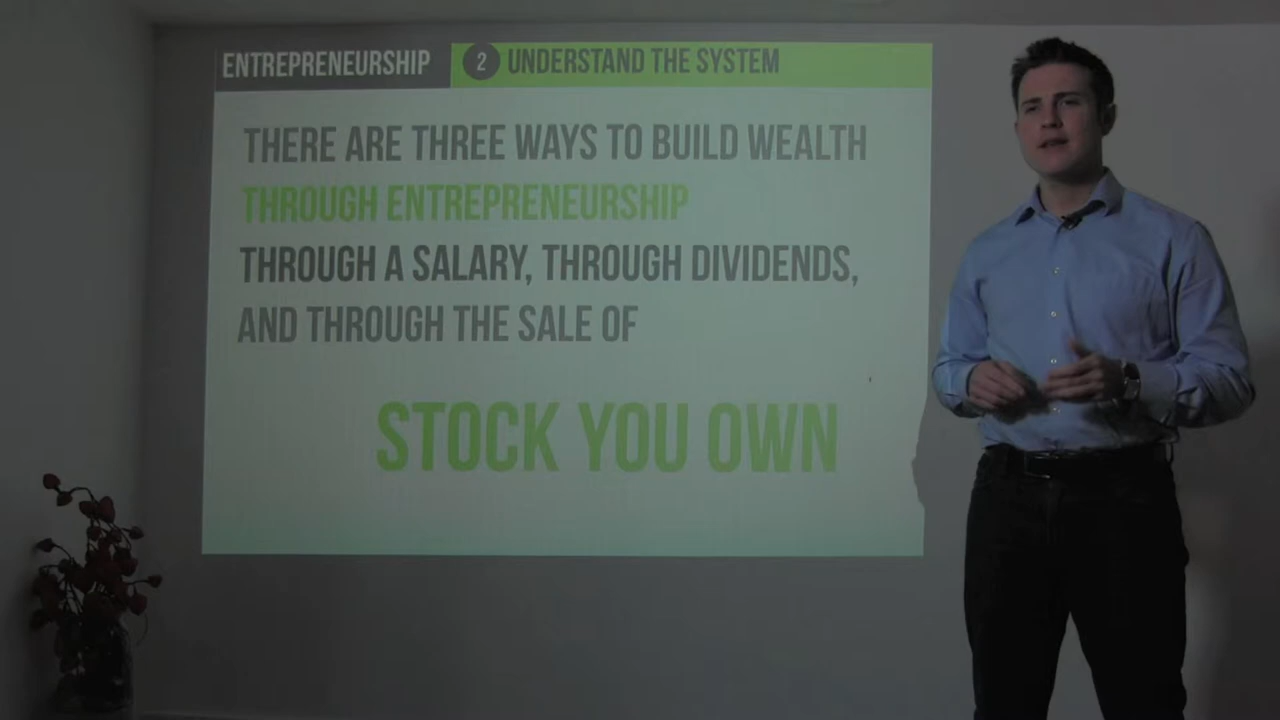 ENTREPRENEURSHIP
2 UNDERSTAND THE SYSTEM
THERE ARE THREE WAYS TO BUILD WEALTH
THROUGH ENTREPRENEURSHIP
THROUGH A SALARY, THROUGH DIVIDENDS,
AND THROUGH THE SALE OF
STOCK YOU OWN